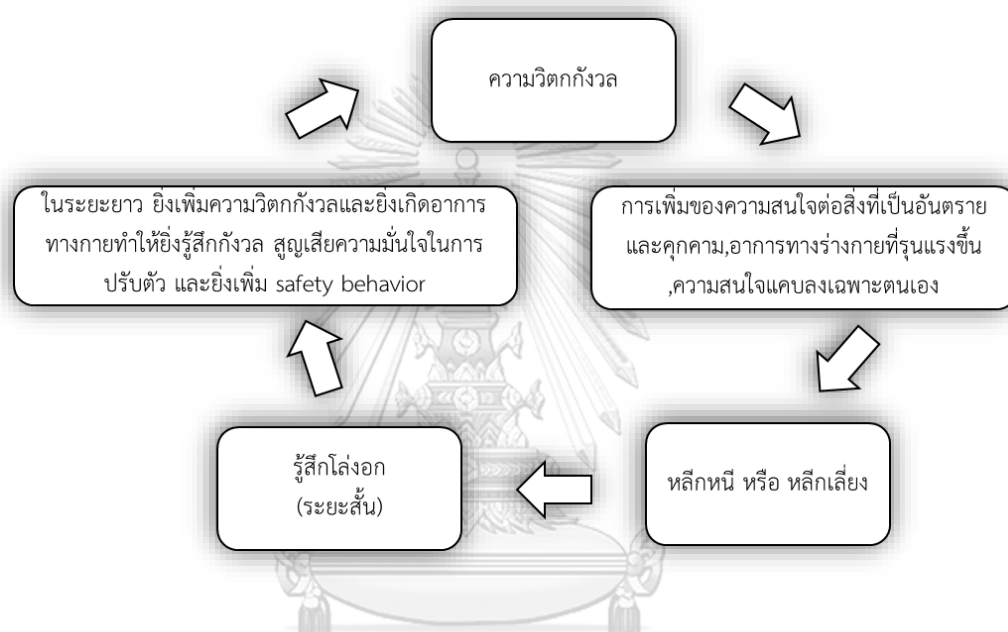 ความวิตกกังวล
การเพิ่มของความสนใจต่อสิ่งที่เป็นอันตราย
และคุกคาม,อาการทางร่างกายที่รุนแรงขึ้น
,ความสนใจแคบลงเฉพาะตนเอง
หลีกหนี หรือ หลีกเลี่ยง
รู้สึกโล่งอก
(ระยะสั้น)
ในระยะยาว ยิ่งเพิ่มความวิตกกังวลและยิ่งเกิดอาการ
ทางกายทำให้ยิ่งรู้สึกกังวล สูญเสียความมั่นใจในการ
ปรับตัว และยิ่งเพิ่ม safety behavior